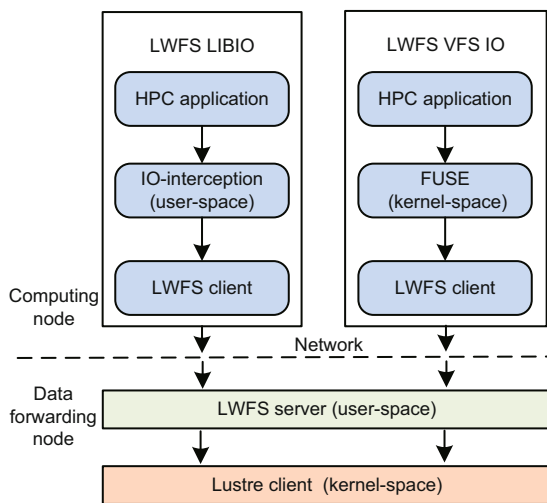 LWFS LIBIO
HPC application
IO-interception
(user-space)
LWFS client
LWFS VFS IO
HPC application
FUSE
(kernel-space)
LWFS client
Computing
node
Network
Data
forwarding
node
LWFS server (user-space)
Lustre client (kernel-space)